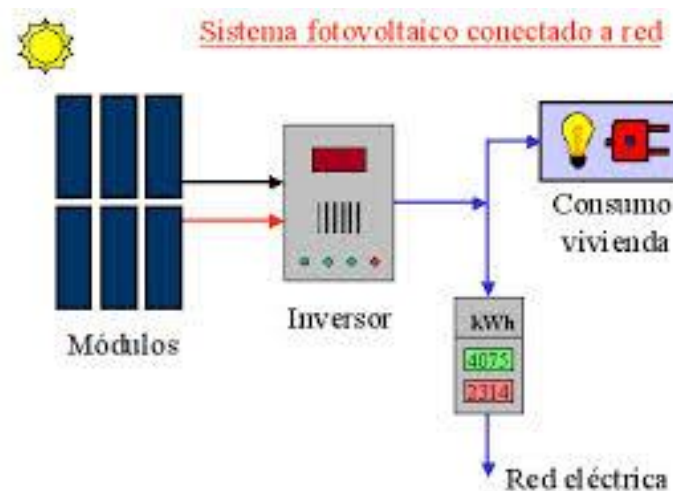 Sistema fotovoltaico conectado a red
Consumo
vivienda
Inversor
Módulos
kWh
4075
2314
Red eléctrica